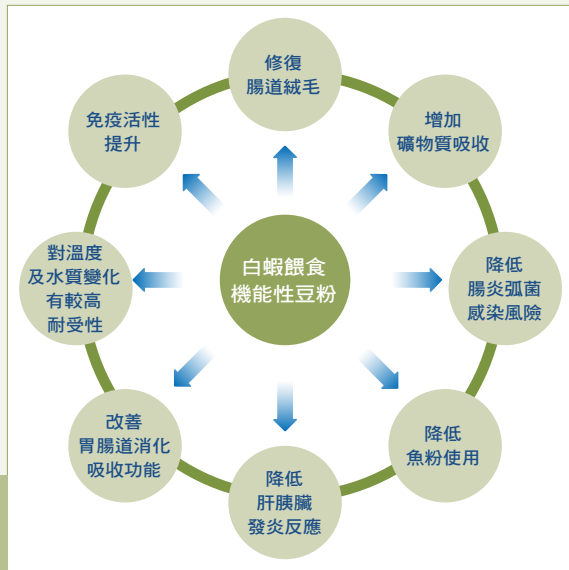 修復
腸道絨毛
增加
礦物質吸收
降低
腸炎弧菌
感染風險
降低
魚粉使用
降低
肝胰臟
發炎反應
改善
胃腸道消化
吸收功能
對溫度
及水質變化
有較高
耐受性
免疫活性
提升
白蝦餵食
機能性豆粉